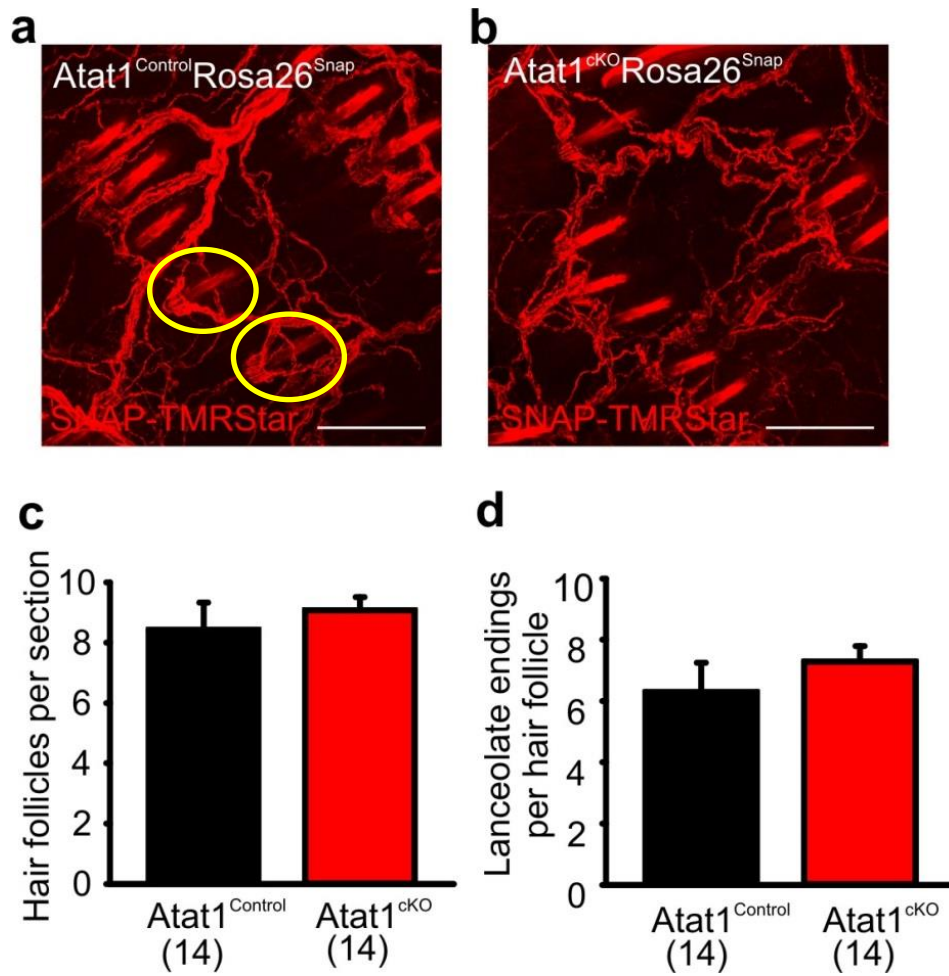 a
Atat1ControlRosa26Snap
SNAP-TMRStar
b
Atat1cKORosa26Snap
SNAP-TMRStar
c
Hair follicles per section
10
8
6
4
2
0
Atat1Control
(14)
Atat1cKO
(14)
d
Lanceolate endings
per hair follicle
10
8
6
4
2
0
Atat1Control
(14)
Atat1cKO
(14)